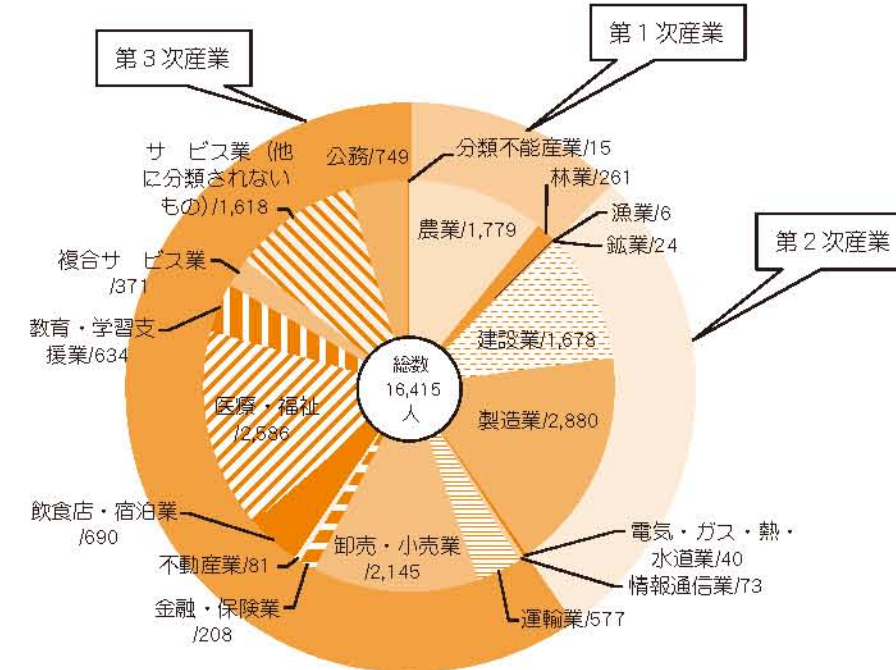 第３次産業
第１次産業
第２次産業
総数
16,415
人
分類不能産業/15
農業/1,779
林業/261
漁業/6
鉱業/24
建設業/1,678
製造業/2,880
電気・ガス・熱・
水道業/40
情報通信業/73
運輸業/577
卸売・小売業
/2,145
金融・保険業
/208
不動産業/81
飲食店・宿泊業
/690
医療・福祉
/2,586
教育・学習支
援業/634
複合サービス業
/371
サービス業（他
に分類されない
もの）/1,618
公務/749